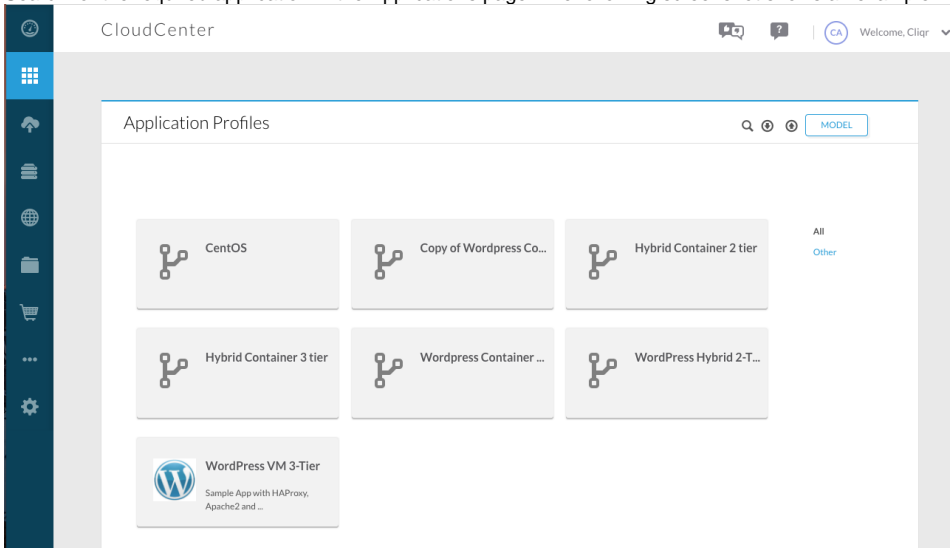 CloudCenter
?
CA
Welcome, Cliqr
Application Profiles
MODEL
CentOS
Copy of Wordpress Co...
Hybrid Container 2 tier
All
Other
Hybrid Container 3 tier
Wordpress Container ...
WordPress Hybrid 2-T...
WordPress VM 3-Tier
Sample App with HAProxy,
Apache2 and ...